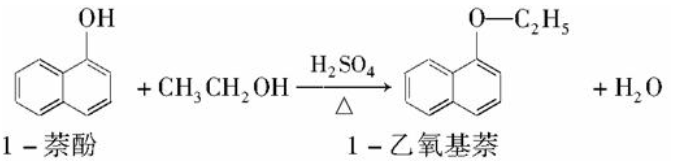 OH
O—C₂H₅
+ CH₃CH₂OH H₂SO₄ △ + H₂O
1－萘酚 1－乙氧基萘